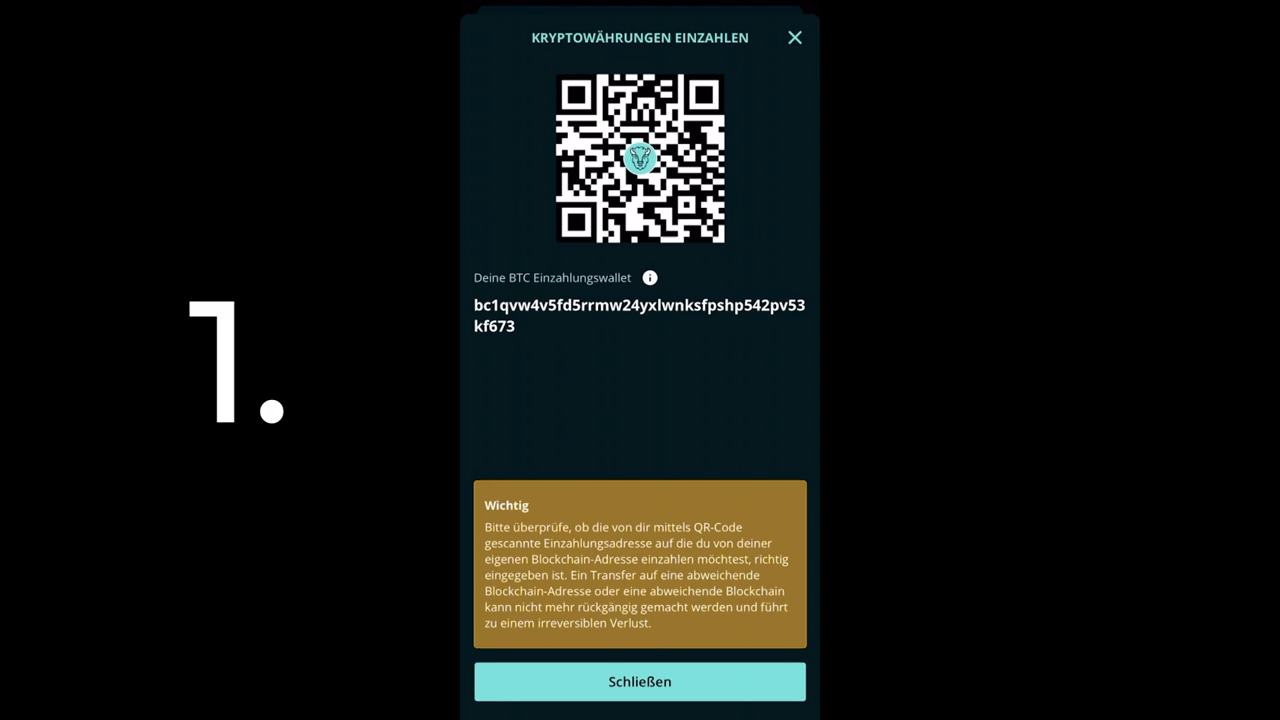 KRYPTOWÄHRUNGEN EINZAHLEN
1.
Deine BTC Einzahlungswallet
bc1qvw4v5fd5rrmw24yxlwnksfpshp542pv53
kf673
Wichtig
Bitte überprüfe, ob die von dir mittels QR-Code
gescannte Einzahlungsadresse auf die du von deiner
eigenen Blockchain-Adresse einzahlen möchtest, richtig
eingegeben ist. Ein Transfer auf eine abweichende
Blockchain-Adresse oder eine abweichende Blockchain
kann nicht mehr rückgängig gemacht werden und führt
zu einem irreversiblen Verlust.
Schließen